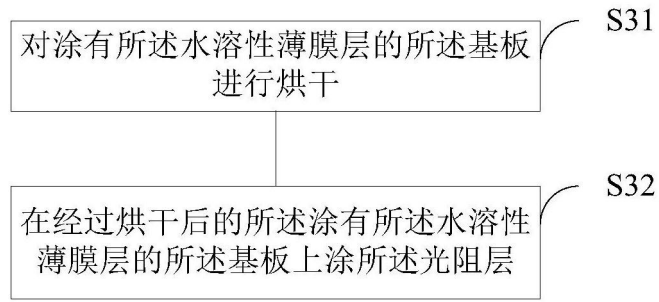 S31
对涂有所述水溶性薄膜层的所述基板
进行烘干
S32
在经过烘干后的所述涂有所述水溶性
薄膜层的所述基板上涂所述光阻层